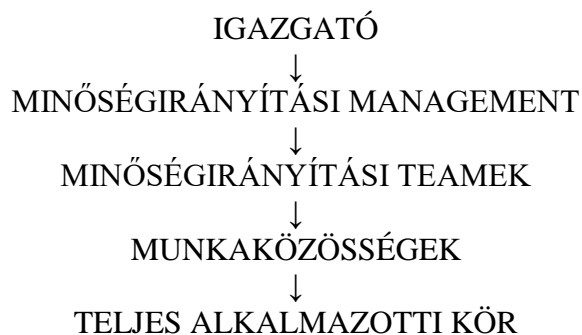 IGAZGATÓ
↓
MINŐSÉGIRÁNYÍTÁSI MANAGEMENT
↓
MINŐSÉGIRÁNYÍTÁSI TEAMEK
↓
MUNKAKÖZÖSSÉGEK
↓
TELJES ALKALMAZOTTI KÖR